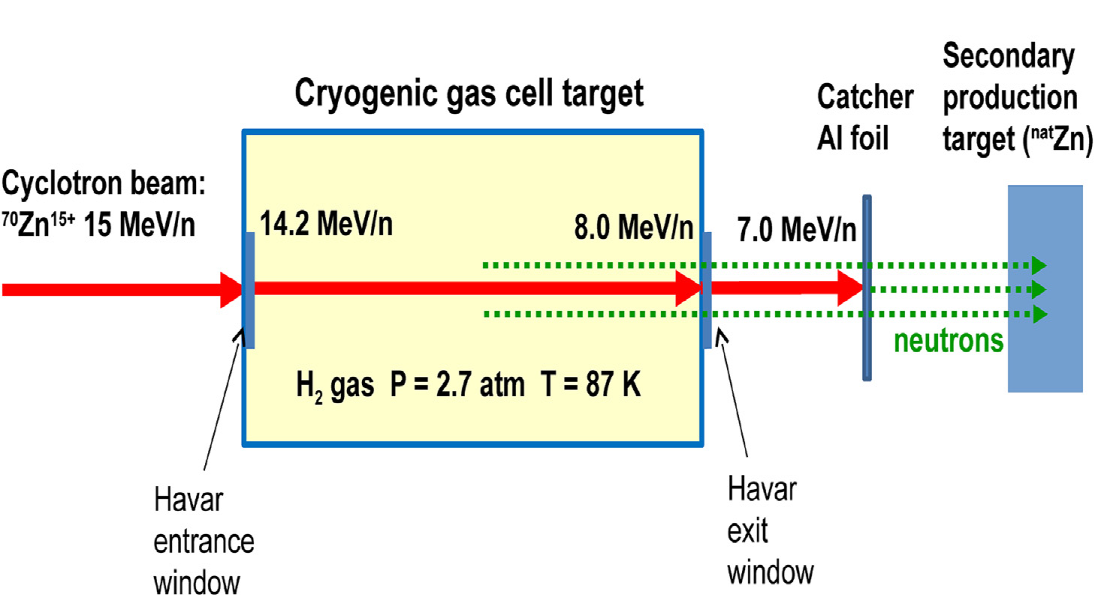 Cryogenic gas cell target
Secondary
production
target (ⁿᵃᵗZn)
Catcher
Al foil
Cyclotron beam:
⁷⁰Zn¹⁵⁺ 15 MeV/n
14.2 MeV/n
8.0 MeV/n
7.0 MeV/n
neutrons
H₂ gas P = 2.7 atm T = 87 K
Havar
entrance
window
Havar
exit
window